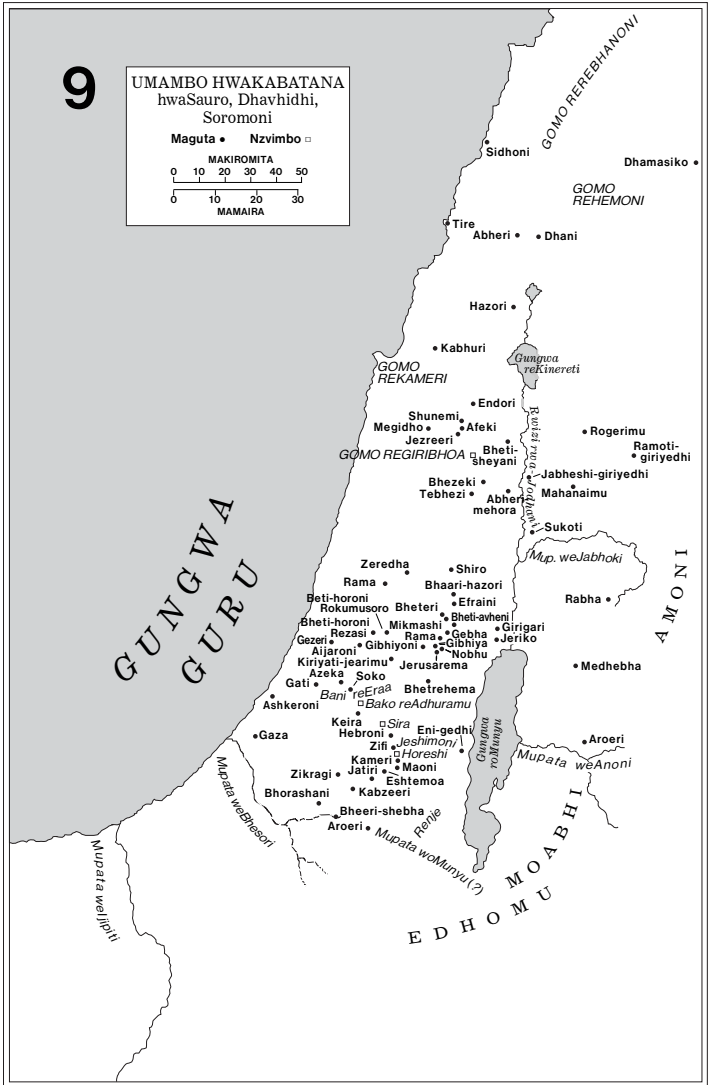 9
UMAMBO HWAKABATANA
hwaSauro, Dhavhidhi,
Soromoni
Maguta
Nzvimbo
MAKIROMITA
0 10 20 30 40 50
0 10 20 30
MAMAIRA
GOMO REREBHANONI
Sidhoni
Dhamasiko
GOMO
REHEMONI
Tire
Abheri
Dhani
Hazori
Kabhuri
Gungwa
reKinereti
GOMO
REKAMERI
Endori
Shunemi
Megidho
Afeki
Jezreeri
Rwizi rwa-Jodhani
Rogerimu
Ramoti-
giriyedhi
GOMO REGIRIBHOA
Bheti-
sheyani
Jabheshi-giriyedhi
Bhezeki
Mahanaimu
Tebhezi
Abheri
mehora
Sukoti
GUNGWA
GURU
Mup. weJabhoki
AMONI
Zeredha
Shiro
Rama
Bhaari-hazori
Beti-horoni
Efraini
Rabha
Rokumusoro
Bheteri
Bheti-avheni
Bheti-horoni
Mikmashi
Girigari
Rezasi
Rama
Gebha
Gezeri
Jeriko
Aijaroni
Gibhiyoni
Gibhiya
Nobhu
Kiriyati-jearimu
Jerusarema
Medhebha
Azeka
Soko
Gati
Bani reEraa
Bhetrehema
Ashkeroni
Bako reAdhuramu
Keira
Sira
Gaza
Hebroni
Eni-gedhi
Gungwa
roMunyu
Aroeri
Zifi
Jeshimoni
Horeshi
Kameri
Maoni
Mupata weAnoni
Jatiri
Zikragi
Eshtemoa
Mupata weBhesori
Kabzeeri
Bhorashani
Bheeri-shebha
Renje
Aroeri
Mupata woMunyu (?)
MOABHI
Mupata weIjipiti
EDHOMU